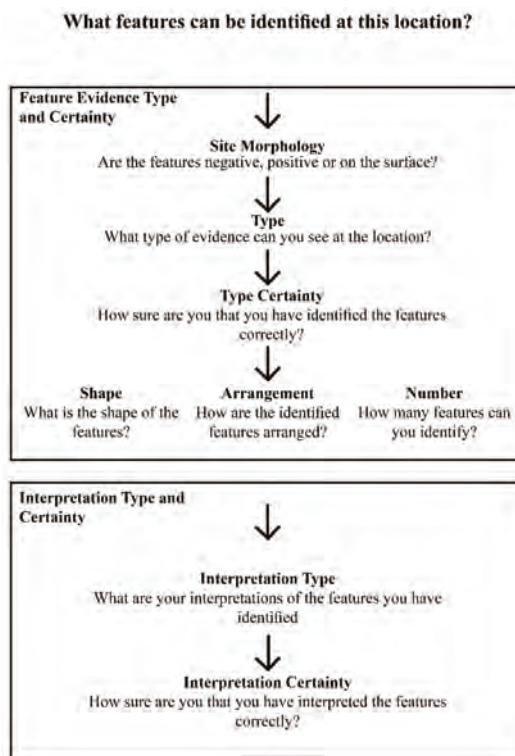 What features can be identified at this location?
Feature Evidence Type
and Certainty
Site Morphology
Are the features negative, positive or on the surface?
Type
What type of evidence can you see at the location?
Type Certainty
How sure are you that you have identified the features
correctly?
Shape
What is the shape of the
features?
Arrangement
How are the identified
features arranged?
Number
How many features can
you identify?
Interpretation Type and
Certainty
Interpretation Type
What are your interpretations of the features you have
identified
Interpretation Certainty
How sure are you that you have interpreted the features
correctly?